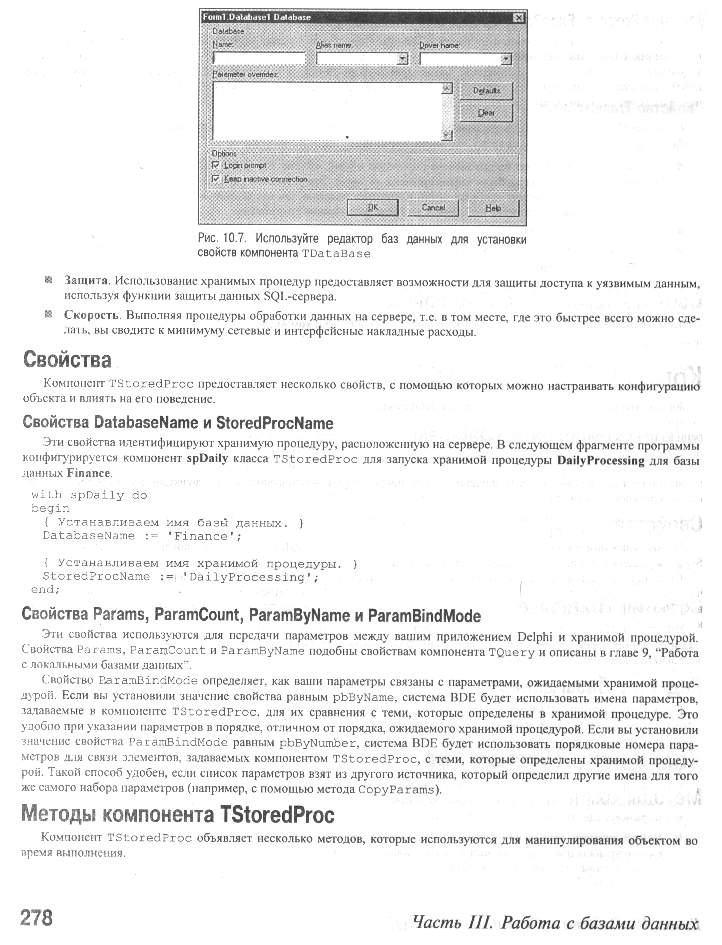 Form1.Database1 Database
Database
Name:
Alias name:
Driver name:
Parameter overrides:
Defaults
Clear
Options
Login prompt
Keep inactive connection
OK
Cancel
Help
Рис. 10.7. Используйте редактор баз данных для установки
свойств компонента TDataBase
Защита. Использование хранимых процедур предоставляет возможности для защиты доступа к уязвимым данным,
используя функции защиты данных SQL-сервера.
Скорость. Выполняя процедуры обработки данных на сервере, т.е. в том месте, где это быстрее всего можно сде-
лать, вы сводите к минимуму сетевые и интерфейсные накладные расходы.
Свойства
Компонент TStoredProc предоставляет несколько свойств, с помощью которых можно настраивать конфигурацию
объекта и влиять на его поведение.
Свойства DatabaseName и StoredProcName
Эти свойства идентифицируют хранимую процедуру, расположенную на сервере. В следующем фрагменте программы
конфигурируется компонент spDaily класса TStoredProc для запуска хранимой процедуры DailyProcessing для базы
данных Finance.
with spDaily do
begin
{ Устанавливаем имя базы данных. }
DatabaseName := 'Finance';
{ Устанавливаем имя хранимой процедуры. }
StoredProcName := 'DailyProcessing';
end;
Свойства Params, ParamCount, ParamByName и ParamBindMode
Эти свойства используются для передачи параметров между вашим приложением Delphi и хранимой процедурой.
Свойства Params, ParamCount и ParamByName подобны свойствам компонента TQuery и описаны в главе 9, "Работа
с локальными базами данных".
Свойство ParamBindMode определяет, как ваши параметры связаны с параметрами, ожидаемыми хранимой проце-
дурой. Если вы установили значение свойства равным pbByName, система BDE будет использовать имена параметров,
задаваемые в компоненте TStoredProc, для их сравнения с теми, которые определены в хранимой процедуре. Это
удобно при указании параметров в порядке, отличном от порядка, ожидаемого хранимой процедурой. Если вы установили
значение свойства ParamBindMode равным pbByNumber, система BDE будет использовать порядковые номера пара-
метров для связи элементов, задаваемых компонентом TStoredProc, с теми, которые определены хранимой процеду-
рой. Такой способ удобен, если список параметров взят из другого источника, который определил другие имена для того
же самого набора параметров (например, с помощью метода CopyParams).
Методы компонента TStoredProc
Компонент TStoredProc объявляет несколько методов, которые используются для манипулирования объектом во
время выполнения.
278
Часть III. Работа с базами данных